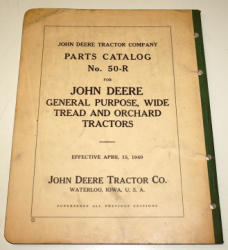 JOHN DEERE TRACTOR COMPANY
PARTS CATALOG
No. 50-R
FOR
JOHN DEERE
GENERAL PURPOSE, WIDE
TREAD AND ORCHARD
TRACTORS
EFFECTIVE APRIL 15, 1949
JOHN DEERE TRACTOR CO.
WATERLOO, IOWA, U. S. A.
SUPERSEDES ALL PREVIOUS EDITIONS